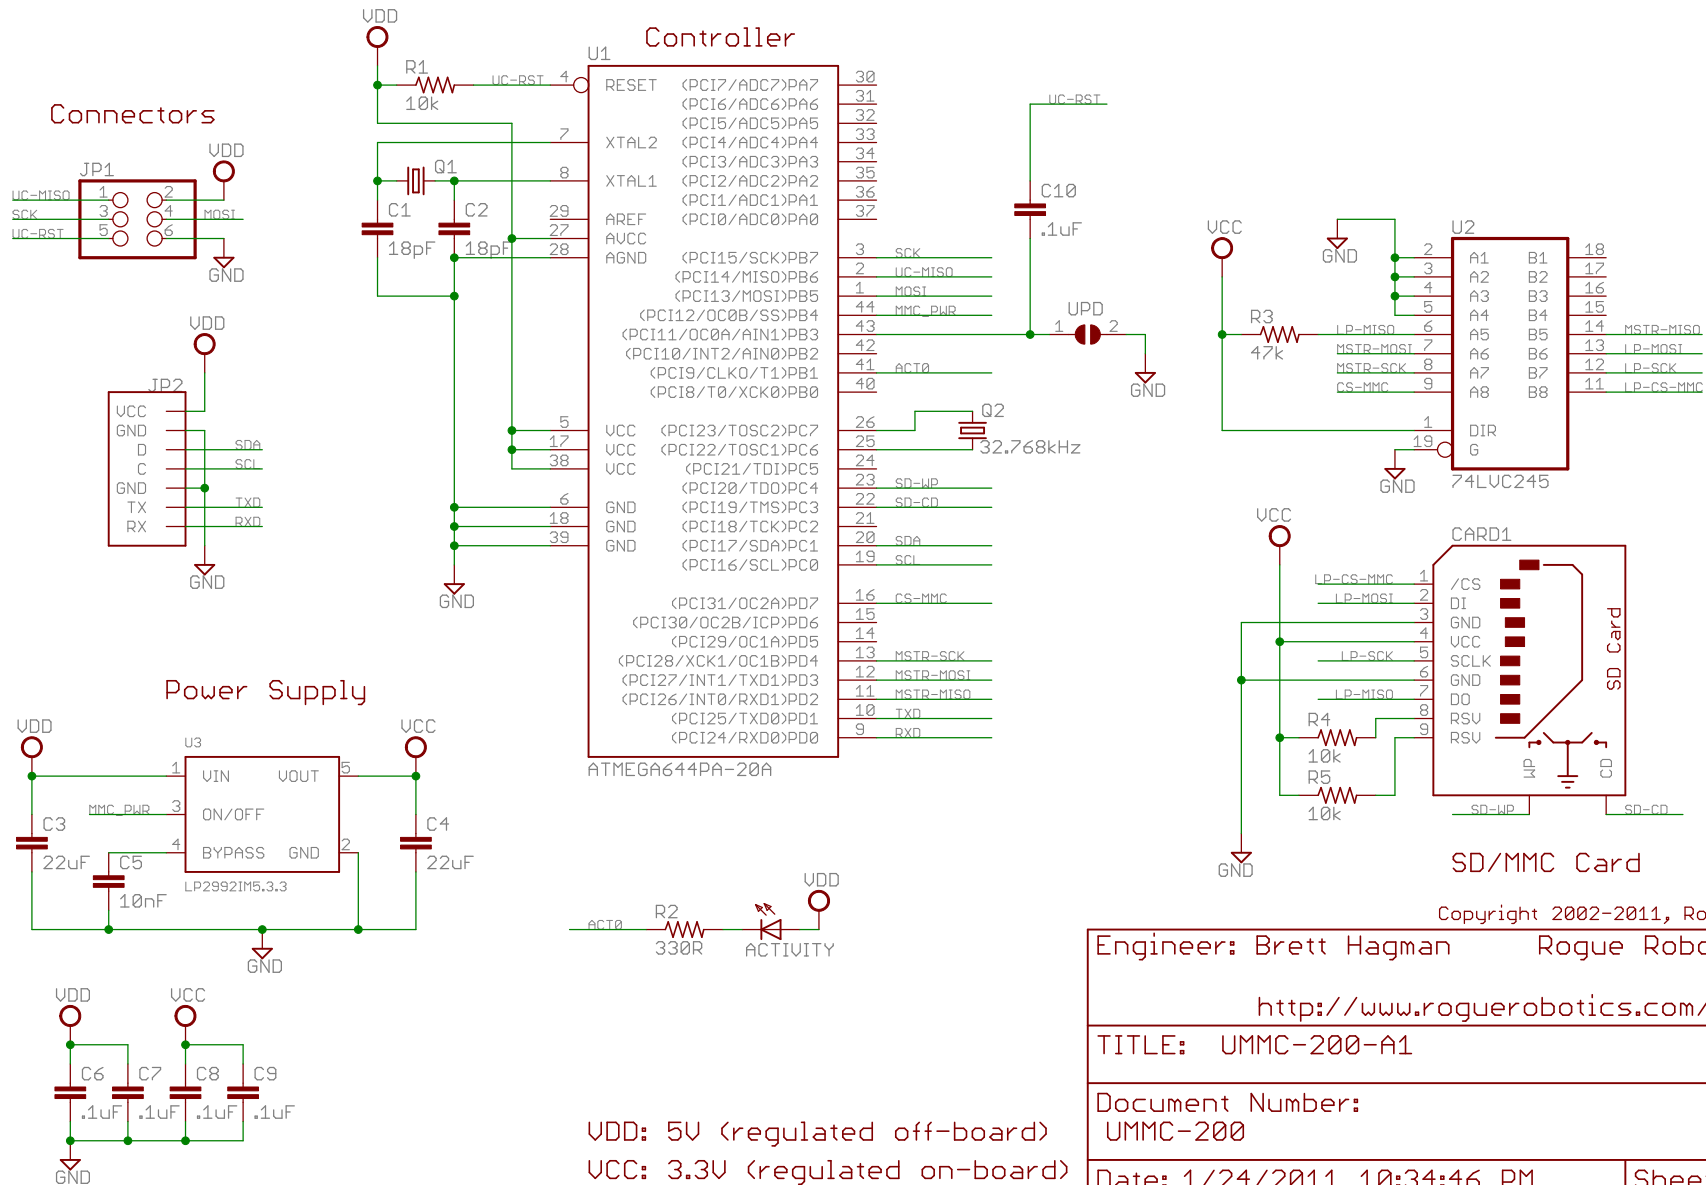 Connectors
VDD
JP1
UC-MISO 1 2
SCK 3 4 MOSI
UC-RST 5 6
GND
VDD
JP2
VCC
GND
D SDA
C SCL
GND
TX TXD
RX RXD
GND
Power Supply
VDD
VCC
U3
1 VIN VOUT 5
MMC_PWR 3 ON/OFF
4 BYPASS GND 2
LP2992IM5.3.3
C3
22uF
C5
10nF
C4
22uF
GND
VDD
VCC
C6 C7 C8 C9
.1uF .1uF .1uF .1uF
GND
Controller
VDD
R1
10k
UC-RST
U1
4 RESET
7 XTAL2
8 XTAL1
29 AREF
27 AVCC
28 AGND
5 VCC
17 VCC
38 VCC
6 GND
18 GND
39 GND
Q1
C1
18pF
C2
18pF
GND
(PCI7/ADC7)PA7 30
(PCI6/ADC6)PA6 31
(PCI5/ADC5)PA5 32
(PCI4/ADC4)PA4 33
(PCI3/ADC3)PA3 34
(PCI2/ADC2)PA2 35
(PCI1/ADC1)PA1 36
(PCI0/ADC0)PA0 37
(PCI15/SCK)PB7 3 SCK
(PCI14/MISO)PB6 2 UC-MISO
(PCI13/MOSI)PB5 1 MOSI
(PCI12/OC0B/SS)PB4 44 MMC_PWR
(PCI11/OC0A/AIN1)PB3 43
(PCI10/INT2/AIN0)PB2 42
(PCI9/CLKO/T1)PB1 41 ACT0
(PCI8/T0/XCK0)PB0 40
(PCI23/TOSC2)PC7 26
(PCI22/TOSC1)PC6 25
(PCI21/TDI)PC5 24
(PCI20/TDO)PC4 23 SD-WP
(PCI19/TMS)PC3 22 SD-CD
(PCI18/TCK)PC2 21
(PCI17/SDA)PC1 20 SDA
(PCI16/SCL)PC0 19 SCL
(PCI31/OC2A)PD7 16 CS-MMC
(PCI30/OC2B/ICP)PD6 15
(PCI29/OC1A)PD5 14
(PCI28/XCK1/OC1B)PD4 13 MSTR-SCK
(PCI27/INT1/TXD1)PD3 12 MSTR-MOSI
(PCI26/INT0/RXD1)PD2 11 MSTR-MISO
(PCI25/TXD0)PD1 10 TXD
(PCI24/RXD0)PD0 9 RXD
ATMEGA644PA-20A
UC-RST
C10
.1uF
UPD
1 2
GND
Q2
32.768kHz
ACT0
R2
330R
ACTIVITY
VDD
VCC
GND
R3
47k
U2
2 A1 B1 18
3 A2 B2 17
4 A3 B3 16
5 A4 B4 15
LP-MISO 6 A5 B5 14 MSTR-MISO
MSTR-MOSI 7 A6 B6 13 LP-MOSI
MSTR-SCK 8 A7 B7 12 LP-SCK
CS-MMC 9 A8 B8 11 LP-CS-MMC
1 DIR
19 G
GND
74LVC245
VCC
CARD1
LP-CS-MMC 1 /CS
LP-MOSI 2 DI
3 GND
4 VCC
LP-SCK 5 SCLK
6 GND
LP-MISO 7 DO
8 RSV
9 RSV
SD Card
WP
CD
R4
10k
R5
10k
SD-WP
SD-CD
GND
SD/MMC Card
Copyright 2002-2011, Ro
Engineer: Brett Hagman Rogue Robo
http://www.roguerobotics.com/
TITLE: UMMC-200-A1
Document Number:
UMMC-200
Date: 1/24/2011 10:34:46 PM Shee
VDD: 5V (regulated off-board)
VCC: 3.3V (regulated on-board)